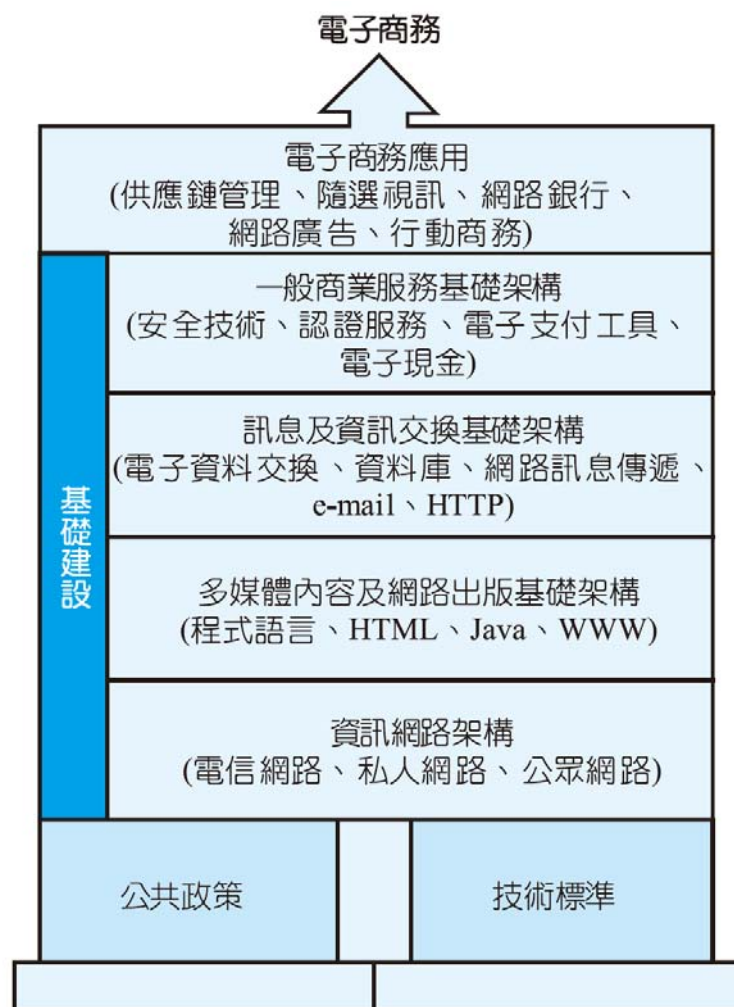 電子商務
電子商務應用
(供應鏈管理、隨選視訊、網路銀行、
網路廣告、行動商務)
基礎建設
一般商業服務基礎架構
(安全技術、認證服務、電子支付工具、
電子現金)
訊息及資訊交換基礎架構
(電子資料交換、資料庫、網路訊息傳遞、
e-mail、HTTP)
多媒體內容及網路出版基礎架構
(程式語言、HTML、Java、WWW)
資訊網路架構
(電信網路、私人網路、公眾網路)
公共政策
技術標準